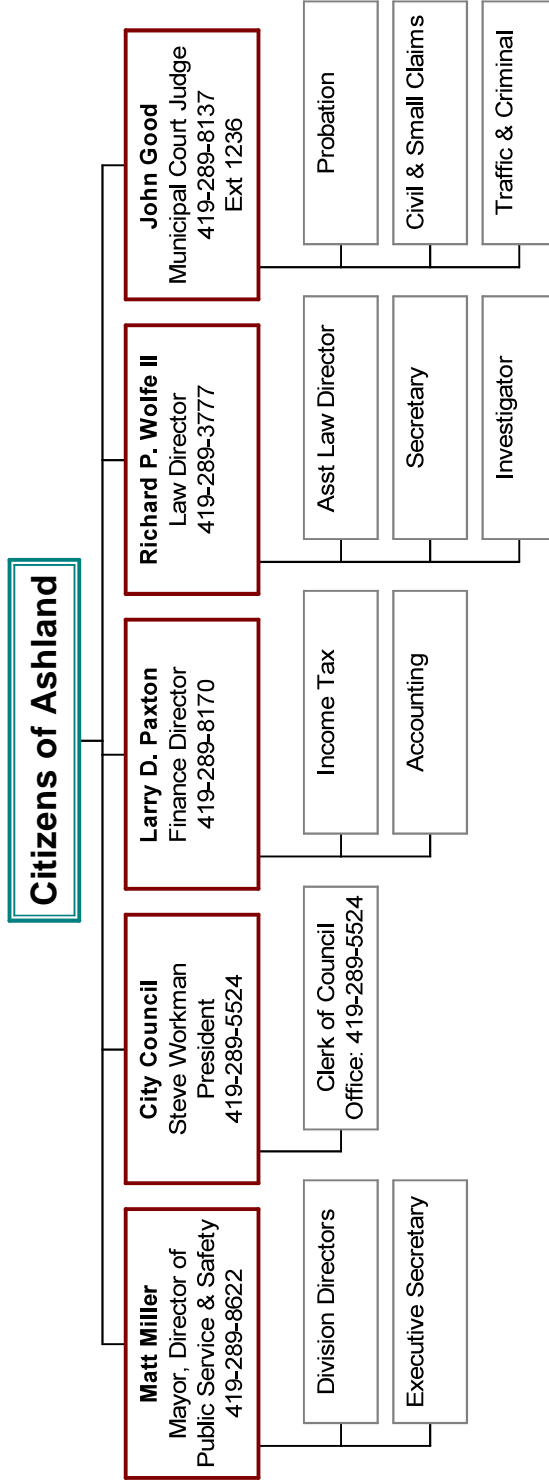 Citizens of Ashland
Matt Miller
Mayor, Director of
Public Service & Safety
419-289-8622
Division Directors
Executive Secretary
City Council
Steve Workman
President
419-289-5524
Clerk of Council
Office: 419-289-5524
Larry D. Paxton
Finance Director
419-289-8170
Income Tax
Accounting
Richard P. Wolfe II
Law Director
419-289-3777
Asst Law Director
Secretary
Investigator
John Good
Municipal Court Judge
419-289-8137
Ext 1236
Probation
Civil & Small Claims
Traffic & Criminal